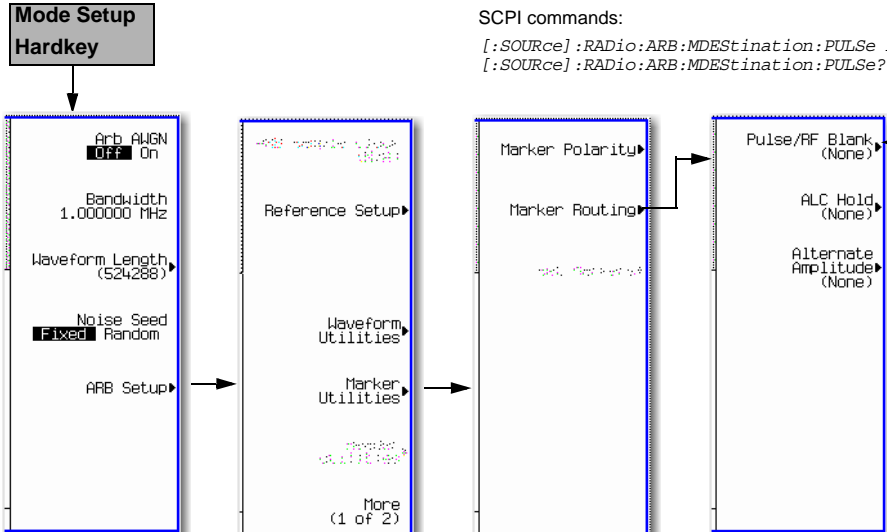 Mode Setup
Hardkey
SCPI commands:
[:SOURce]:RADio:ARB:MDEStination:PULSe
[:SOURce]:RADio:ARB:MDEStination:PULSe?
Arb AWGN
Off On
Bandwidth
1.000000 MHz
Waveform Length
(524288)
Noise Seed
Fixed Random
ARB Setup
Reference Setup
Waveform
Utilities
Marker
Utilities
More
(1 of 2)
Marker Polarity
Marker Routing
Pulse/RF Blank
(None)
ALC Hold
(None)
Alternate
Amplitude
(None)